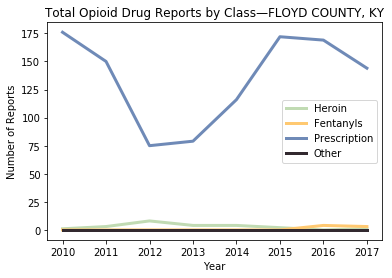 Total Opioid Drug Reports by Class—FLOYD COUNTY, KY
Number of Reports
175
150
125
100
75
50
25
0
Heroin
Fentanyls
Prescription
Other
2010 2011 2012 2013 2014 2015 2016 2017
Year